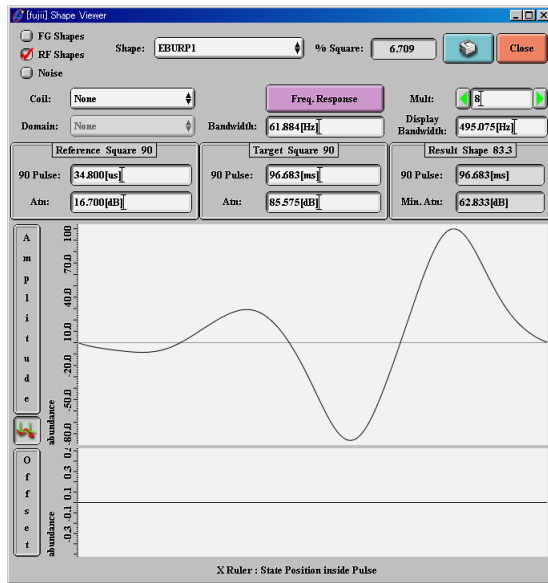 [fujii] Shape Viewer
FG Shapes
RF Shapes
Noise
Shape: EBURP1
% Square: 6.709
Close
Coil: None
Freq. Response
Mult: 8
Domain: None
Bandwidth: 61.884[Hz]
Display Bandwidth: 495.075[Hz]
Reference Square 90
Target Square 90
Result Shape 83.3
90 Pulse: 34.800[us]
90 Pulse: 96.683[ms]
90 Pulse: 96.683[ms]
Atn: 16.700[dB]
Atn: 85.575[dB]
Min. Atn: 62.833[dB]
Amplitude
100
70.0
40.0
10.0
-20.0
-50.0
-80.0
abundance
Offset
0.3
0.1
-0.1
-0.3
abundance
X Ruler : State Position inside Pulse